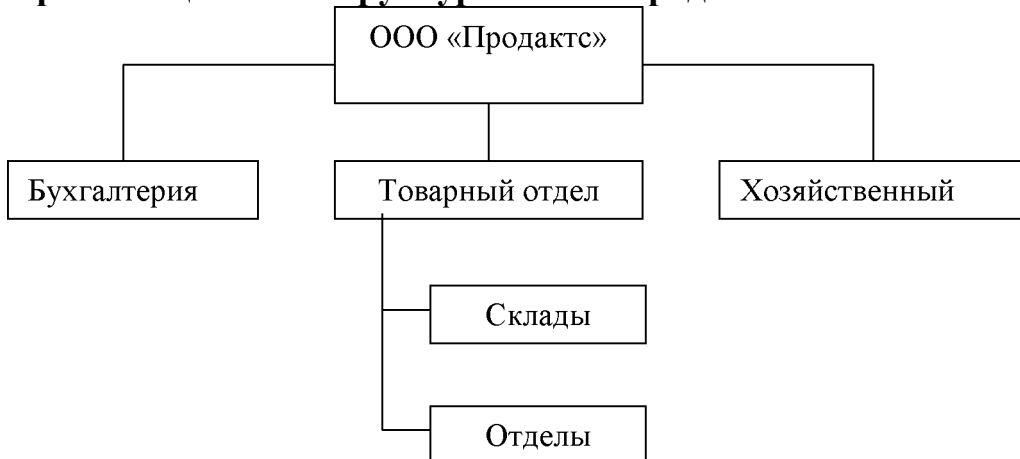 ООО «Продактс»
Бухгалтерия
Товарный отдел
Хозяйственный
Склады
Отделы